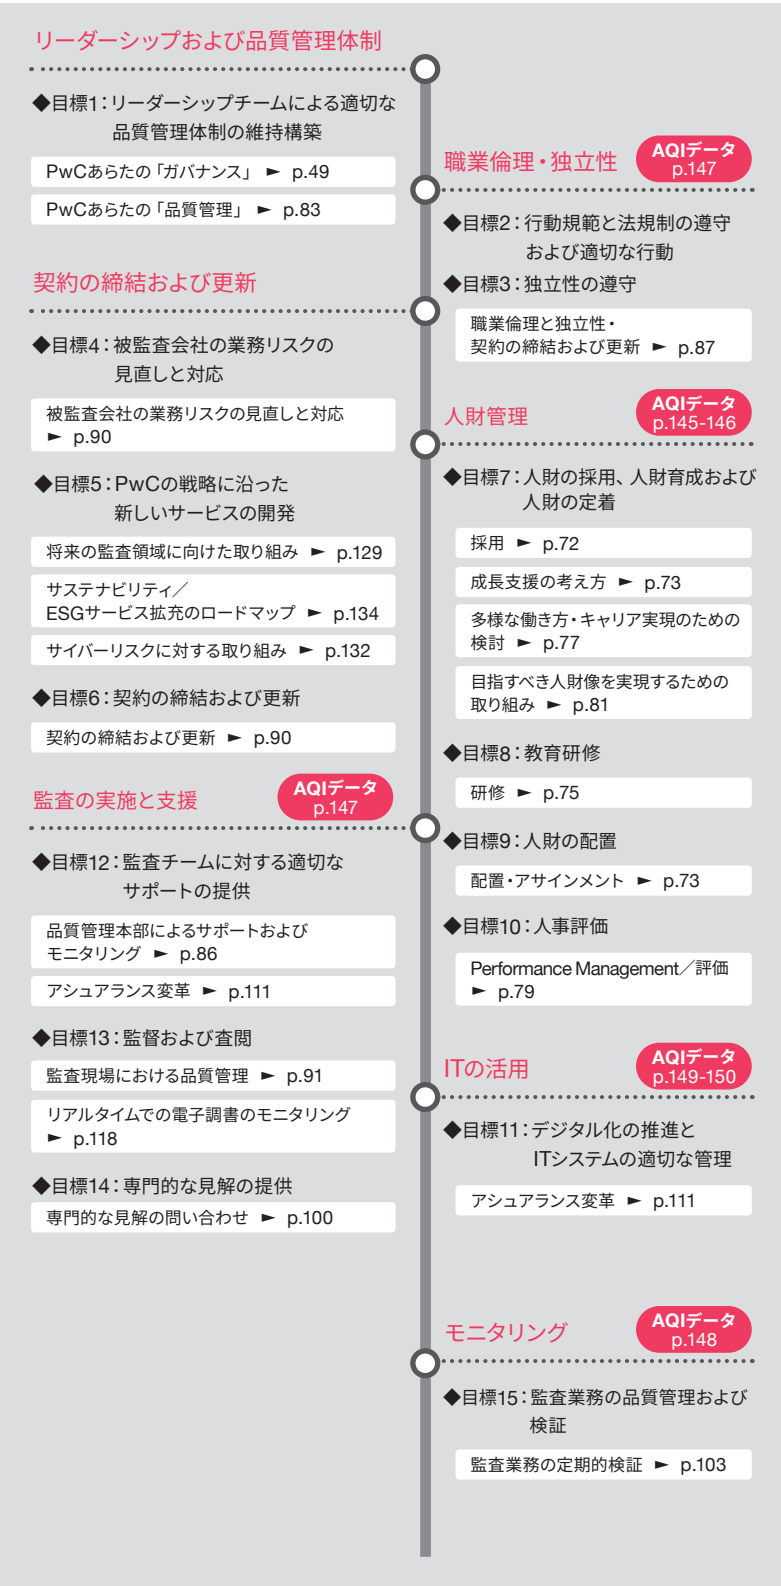 リーダーシップおよび品質管理体制
◆目標1：リーダーシップチームによる適切な
品質管理体制の維持構築
PwCあらたの「ガバナンス」 ► p.49
PwCあらたの「品質管理」 ► p.83
職業倫理・独立性
AQIデータ
p.147
◆目標2：行動規範と法規制の遵守
および適切な行動
◆目標3：独立性の遵守
職業倫理と独立性・
契約の締結および更新 ► p.87
契約の締結および更新
◆目標4：被監査会社の業務リスクの
見直しと対応
被監査会社の業務リスクの見直しと対応
► p.90
◆目標5：PwCの戦略に沿った
新しいサービスの開発
将来の監査領域に向けた取り組み ► p.129
サステナビリティ／
ESGサービス拡充のロードマップ ► p.134
サイバーリスクに対する取り組み ► p.132
◆目標6：契約の締結および更新
契約の締結および更新 ► p.90
人財管理
AQIデータ
p.145-146
◆目標7：人財の採用、人財育成および
人財の定着
採用 ► p.72
成長支援の考え方 ► p.73
多様な働き方・キャリア実現のための
検討 ► p.77
目指すべき人財像を実現するための
取り組み ► p.81
◆目標8：教育研修
研修 ► p.75
◆目標9：人財の配置
配置・アサインメント ► p.73
◆目標10：人事評価
Performance Management／評価
► p.79
監査の実施と支援
AQIデータ
p.147
◆目標12：監査チームに対する適切な
サポートの提供
品質管理本部によるサポートおよび
モニタリング ► p.86
アシュアランス変革 ► p.111
◆目標13：監督および査閲
監査現場における品質管理 ► p.91
リアルタイムでの電子調書のモニタリング
► p.118
◆目標14：専門的な見解の提供
専門的な見解の問い合わせ ► p.100
ITの活用
AQIデータ
p.149-150
◆目標11：デジタル化の推進と
ITシステムの適切な管理
アシュアランス変革 ► p.111
モニタリング
AQIデータ
p.148
◆目標15：監査業務の品質管理および
検証
監査業務の定期的検証 ► p.103